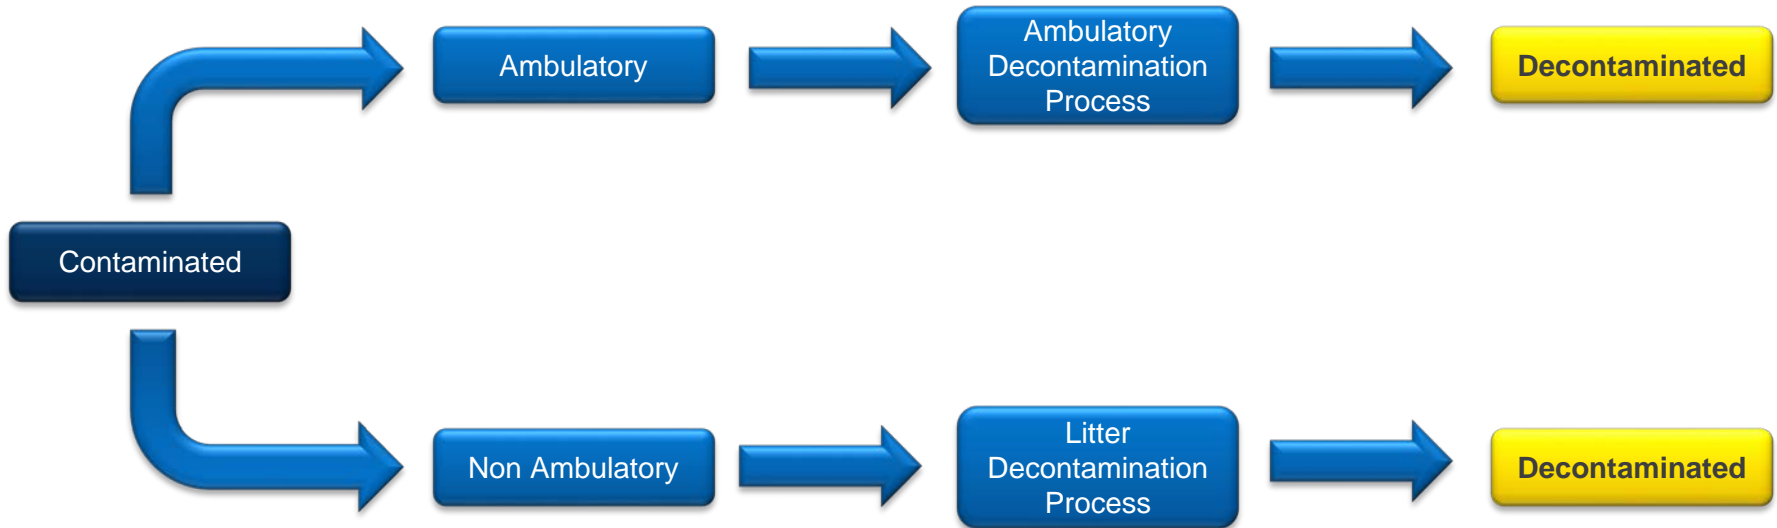 Ambulatory
Ambulatory
Decontamination
Process
Decontaminated
Contaminated
Non Ambulatory
Litter
Decontamination
Process
Decontaminated